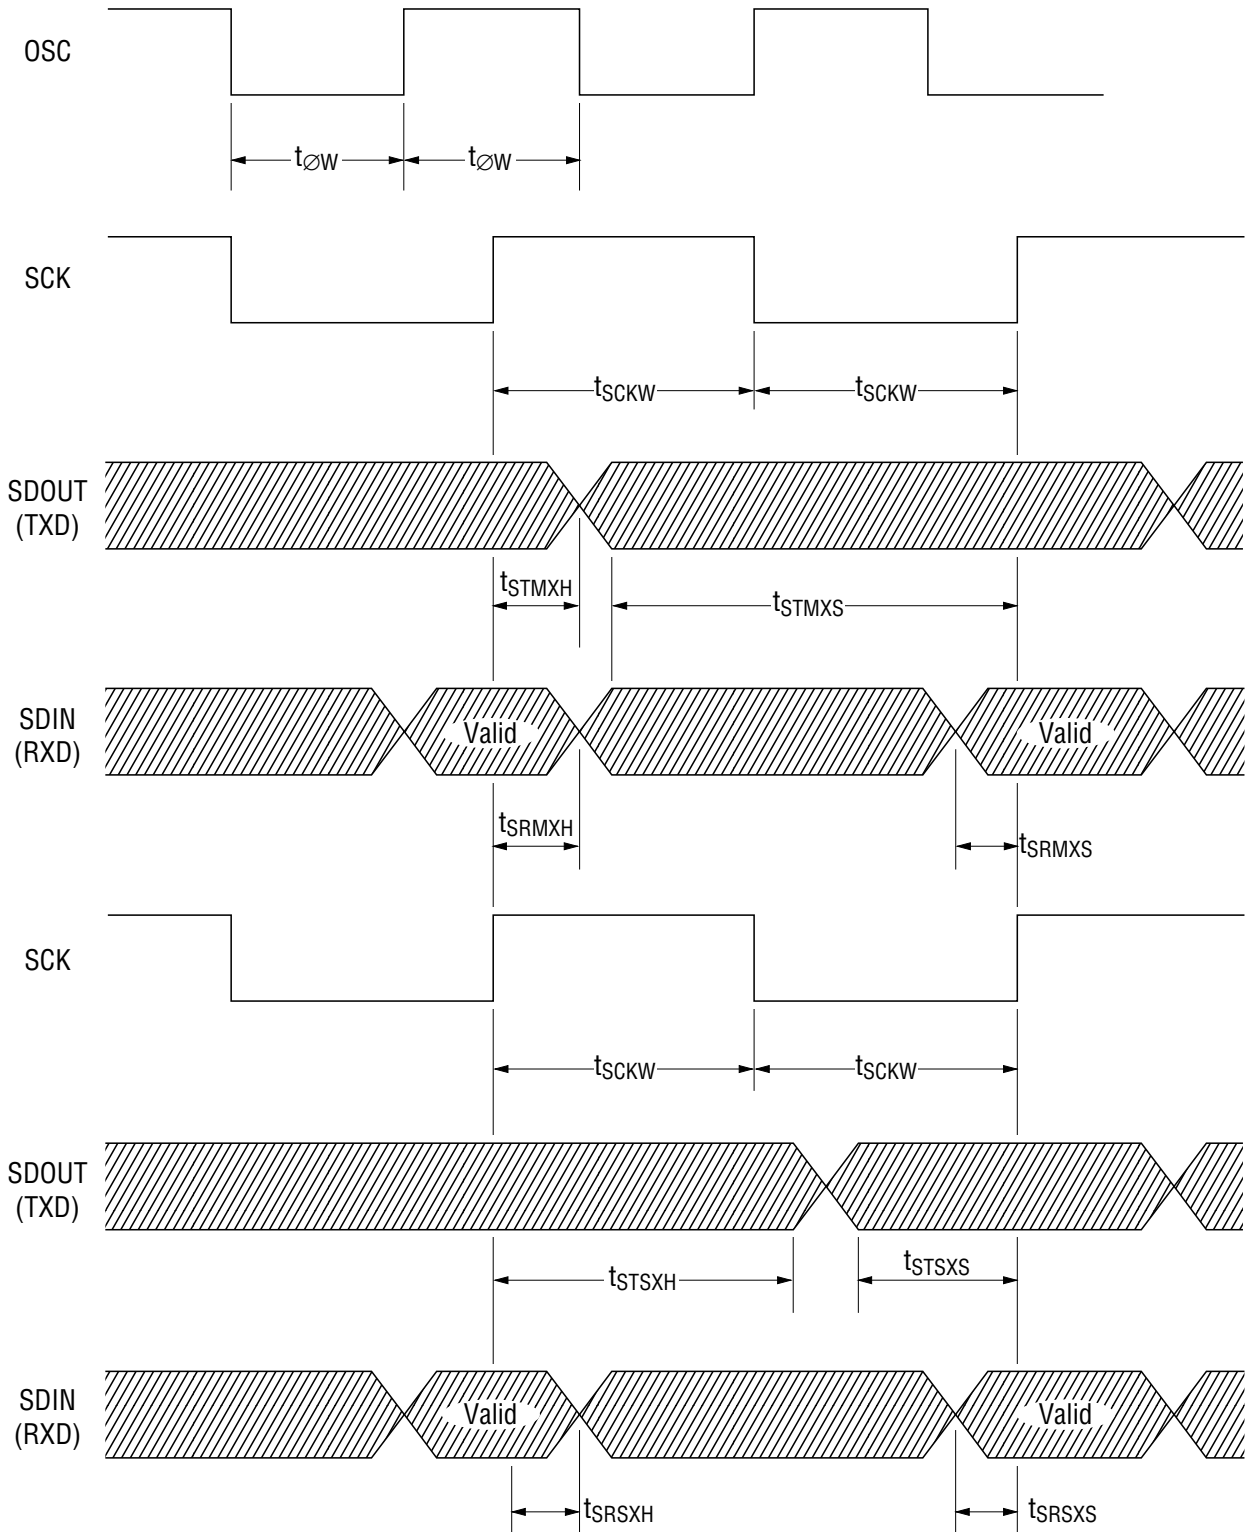 OSC
t∅W t∅W
SCK
tSCKW tSCKW
SDOUT
(TXD)
tSTMXH
tSTMXS
SDIN
(RXD)
Valid Valid
tSRMXH
tSRMXS
SCK
tSCKW tSCKW
SDOUT
(TXD)
tSTSXH
tSTSXS
SDIN
(RXD)
Valid Valid
tSRSXH tSRSXS